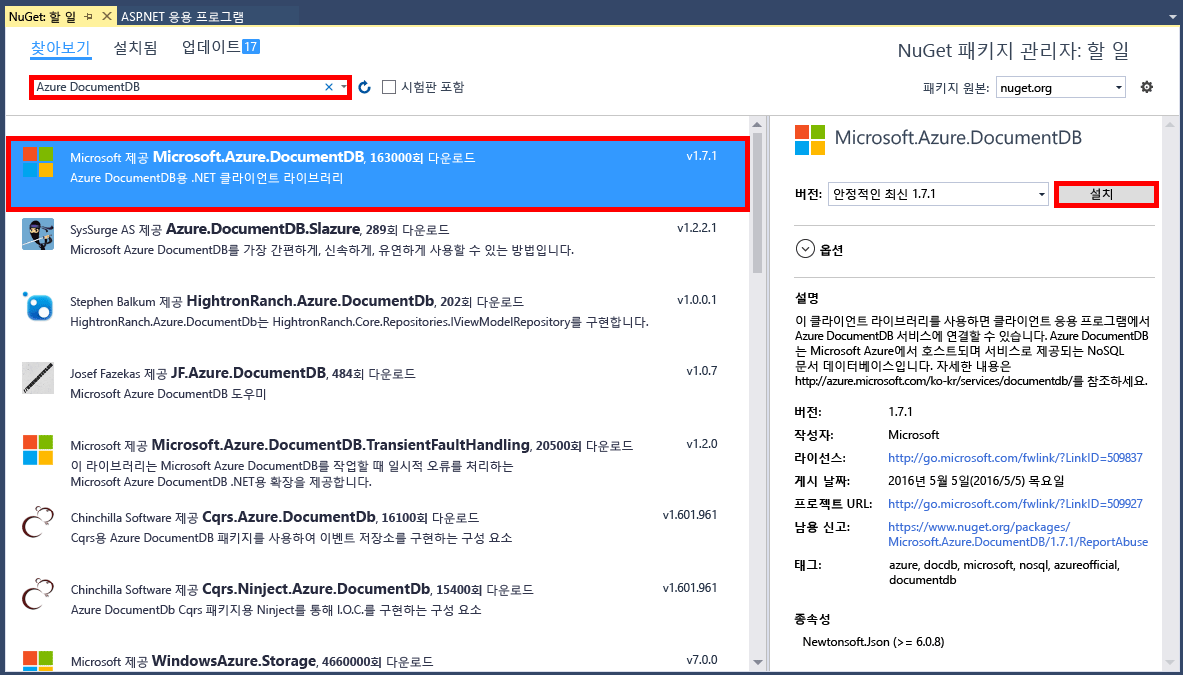 NuGet: 할 일
ASP.NET 응용 프로그램
찾아보기 설치됨 업데이트 17
NuGet 패키지 관리자: 할 일
Azure DocumentDB
시험판 포함
패키지 원본: nuget.org
Microsoft 제공 Microsoft.Azure.DocumentDB, 163000회 다운로드 v1.7.1
Azure DocumentDB용 .NET 클라이언트 라이브러리
SysSurge AS 제공 Azure.DocumentDB.Slazure, 289회 다운로드 v1.2.2.1
Microsoft Azure DocumentDB를 가장 간편하게, 신속하게, 유연하게 사용할 수 있는 방법입니다.
Stephen Balkum 제공 HightronRanch.Azure.DocumentDb, 202회 다운로드 v1.0.0.1
HightronRanch.Azure.DocumentDb는 HightronRanch.Core.Repositories.IViewModelRepository를 구현합니다.
Josef Fazekas 제공 JF.Azure.DocumentDB, 484회 다운로드 v1.0.7
Microsoft Azure DocumentDB 도우미
Microsoft 제공 Microsoft.Azure.DocumentDB.TransientFaultHandling, 20500회 다운로드 v1.2.0
이 라이브러리는 Microsoft Azure DocumentDB를 작업할 때 일시적 오류를 처리하는
Microsoft Azure DocumentDB .NET용 확장을 제공합니다.
Chinchilla Software 제공 Cqrs.Azure.DocumentDb, 16100회 다운로드 v1.601.961
Cqrs용 Azure DocumentDB 패키지를 사용하여 이벤트 저장소를 구현하는 구성 요소
Chinchilla Software 제공 Cqrs.Ninject.Azure.DocumentDb, 15400회 다운로드 v1.601.961
Azure DocumentDb Cqrs 패키지용 Ninject를 통해 I.O.C.를 구현하는 구성 요소
Microsoft 제공 WindowsAzure.Storage, 4660000회 다운로드 v7.0.0
Microsoft.Azure.DocumentDB
버전: 안정적인 최신 1.7.1 설치
옵션
설명
이 클라이언트 라이브러리를 사용하면 클라이언트 응용 프로그램에서
Azure DocumentDB 서비스에 연결할 수 있습니다. Azure DocumentDB
는 Microsoft Azure에서 호스트되며 서비스로 제공되는 NoSQL
문서 데이터베이스입니다. 자세한 내용은
http://azure.microsoft.com/ko-kr/services/documentdb/를 참조하세요.
버전: 1.7.1
작성자: Microsoft
라이선스: http://go.microsoft.com/fwlink/?LinkID=509837
게시 날짜: 2016년 5월 5일(2016/5/5) 목요일
프로젝트 URL: http://go.microsoft.com/fwlink/?LinkID=509927
남용 신고: https://www.nuget.org/packages/
Microsoft.Azure.DocumentDB/1.7.1/ReportAbuse
태그: azure, docdb, microsoft, nosql, azureofficial,
documentdb
종속성
Newtonsoft.Json (>= 6.0.8)